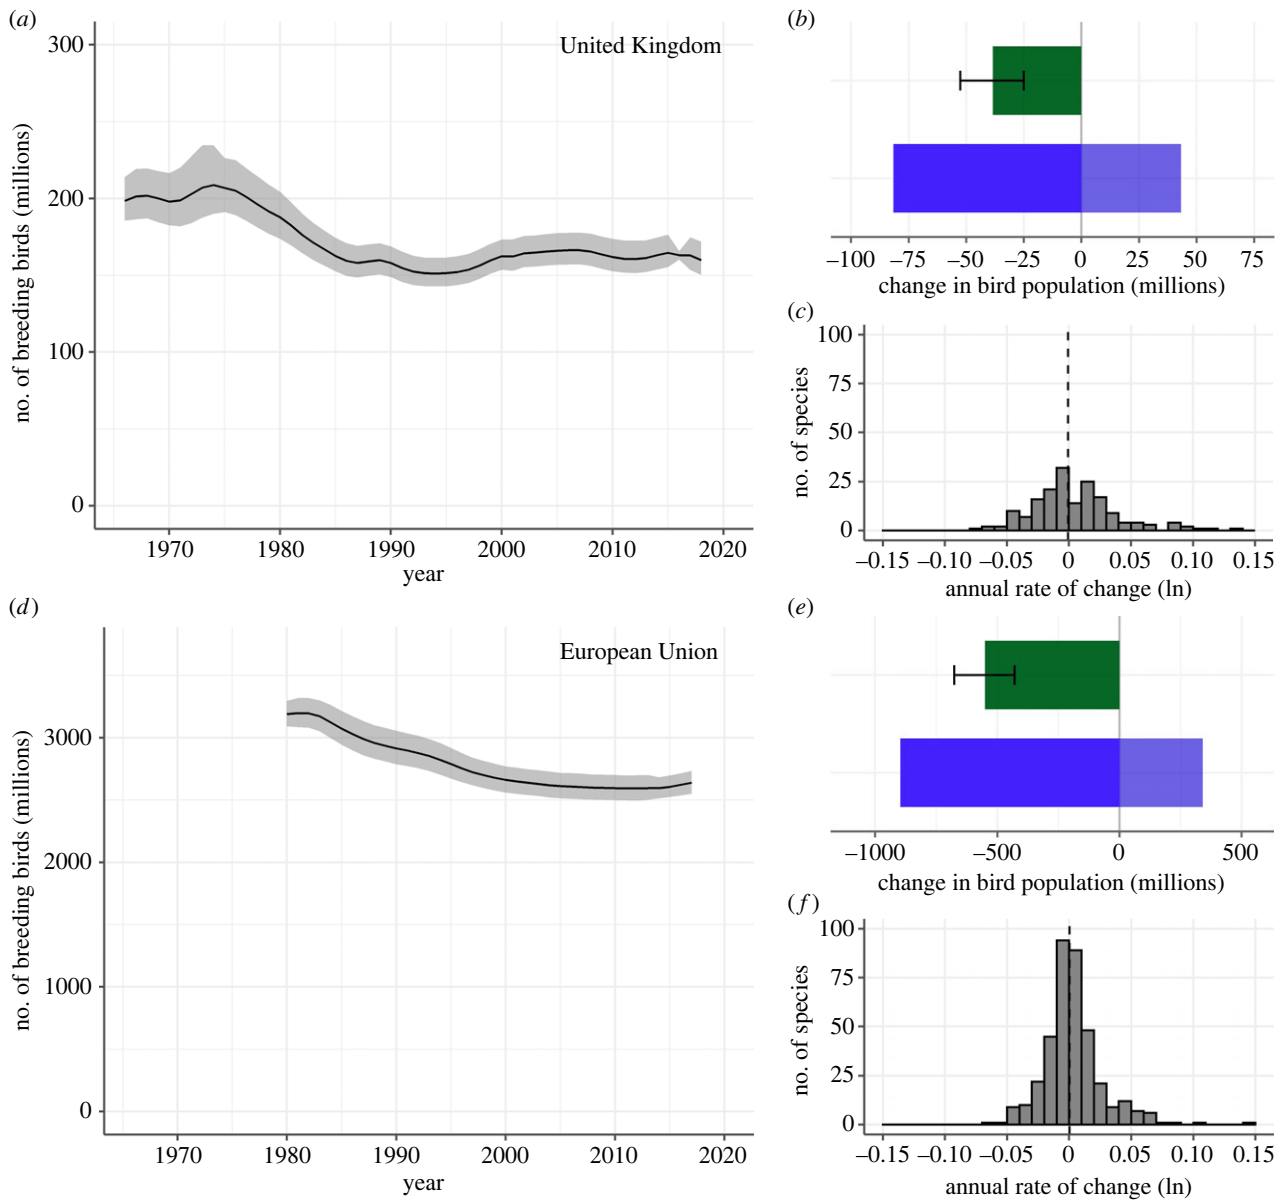 (a)
United Kingdom
no. of breeding birds (millions)
300
200
100
0
1970 1980 1990 2000 2010 2020
year
(b)
–100 –75 –50 –25 0 25 50 75
change in bird population (millions)
(c)
no. of species
100
75
50
25
0
–0.15 –0.10 –0.05 0 0.05 0.10 0.15
annual rate of change (ln)
(d)
European Union
no. of breeding birds (millions)
3000
2000
1000
0
1970 1980 1990 2000 2010 2020
year
(e)
–1000 –500 0 500
change in bird population (millions)
(f)
no. of species
100
75
50
25
0
–0.15 –0.10 –0.05 0 0.05 0.10 0.15
annual rate of change (ln)